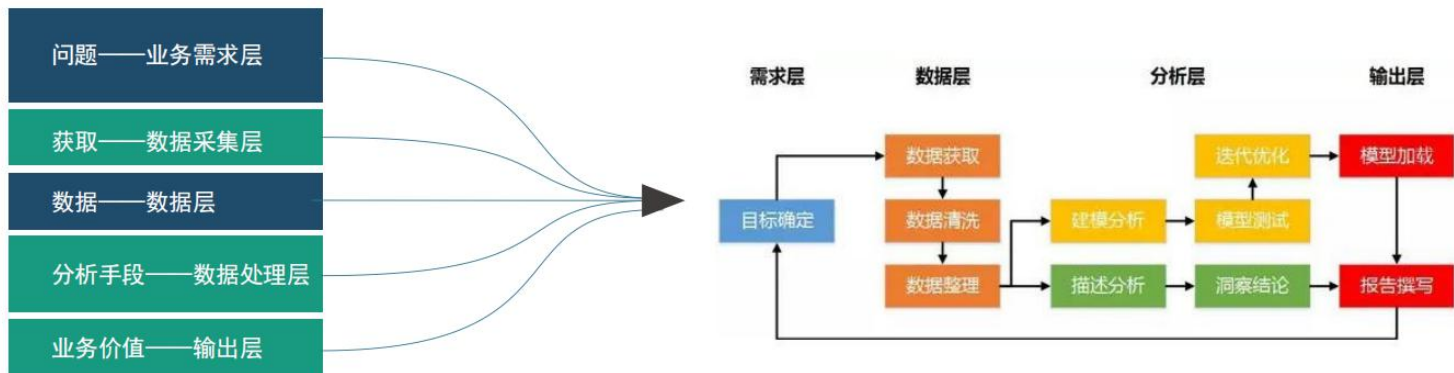 问题——业务需求层
获取——数据采集层
数据——数据层
分析手段——数据处理层
业务价值——输出层
需求层 数据层 分析层 输出层
数据获取 迭代优化 模型加载
目标确定 数据清洗 建模分析 模型测试
数据整理 描述分析 洞察结论 报告撰写